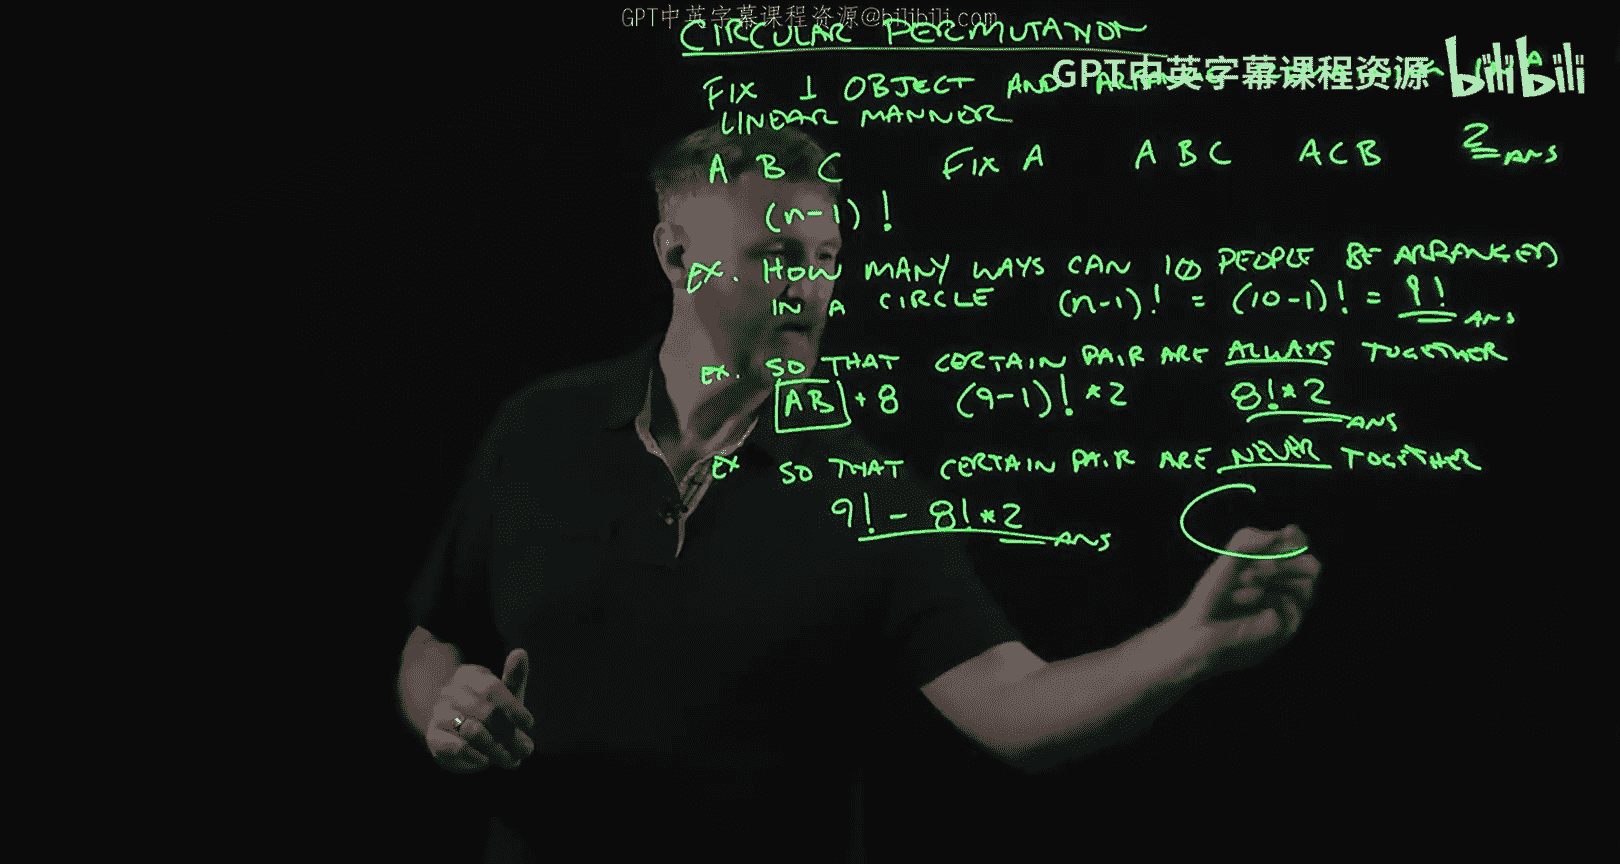 GPT中英字幕课程资源@bilibili.com
CIRCULAR PERMUTATION
GPT中英字幕课程资源 bilibili
FIX 1 OBJECT AND
LINEAR MANNER
A B C FIX A A B C A C B 2 ANS
(n-1)!
EX. HOW MANY WAYS CAN 10 PEOPLE BE ARRANGED
IN A CIRCLE (n-1)! = (10-1)! = 9! ANS
EX. SO THAT CERTAIN PAIR ARE ALWAYS TOGETHER
AB + 8 (9-1)! * 2 8! * 2 ANS
EX SO THAT CERTAIN PAIR ARE NEVER TOGETHER
9! - 8! * 2 ANS